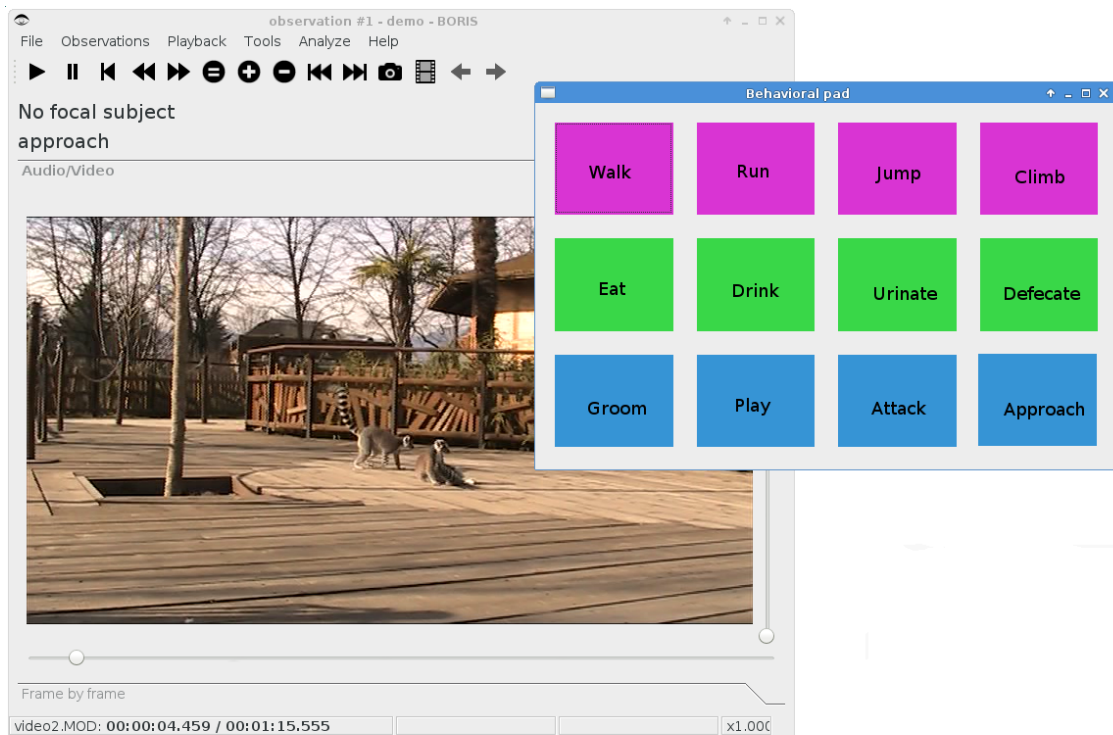 observation #1 - demo - BORIS
File Observations Playback Tools Analyze Help
No focal subject
approach
Audio/Video
Behavioral pad
Walk Run Jump Climb
Eat Drink Urinate Defecate
Groom Play Attack Approach
Frame by frame
video2.MOD: 00:00:04.459 / 00:01:15.555
x1.000